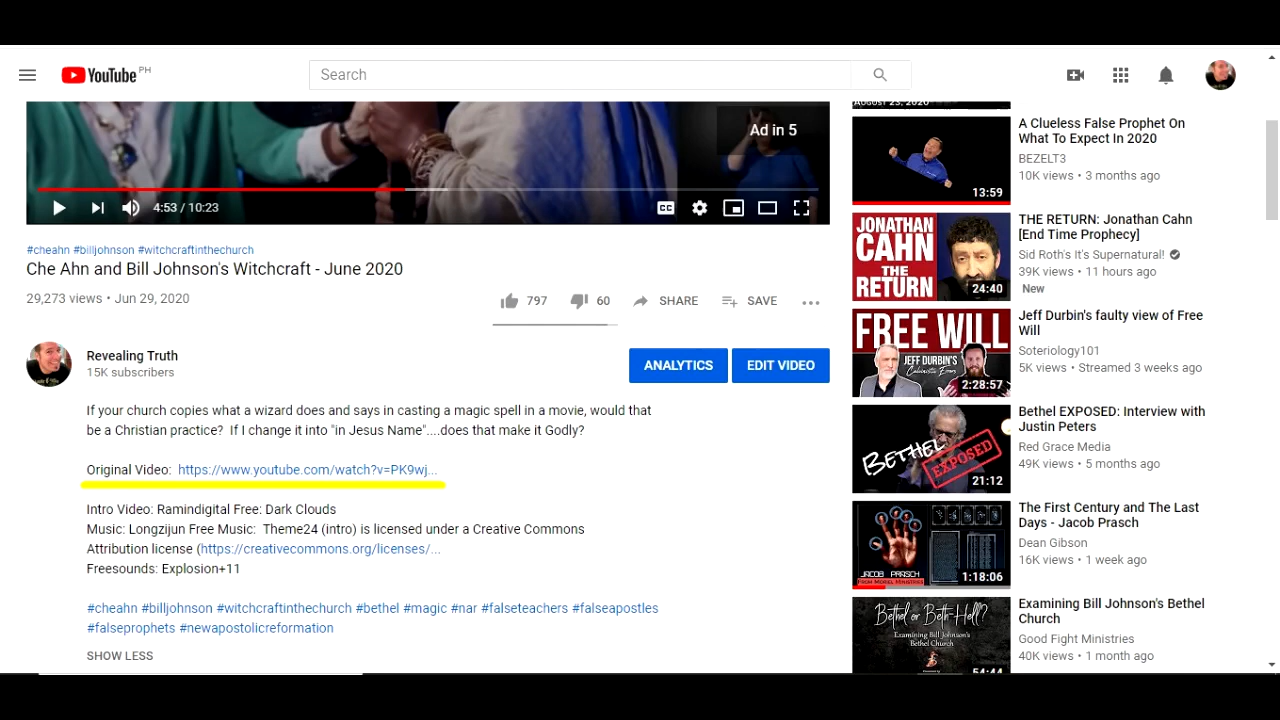 YouTube PH
Search
Ad in 5
4:53 / 10:23
CC
#cheahn #billjohnson #witchcraftinthechurch
Che Ahn and Bill Johnson's Witchcraft - June 2020
29,273 views • Jun 29, 2020
797
60
SHARE
SAVE
Revealing Truth
15K subscribers
ANALYTICS
EDIT VIDEO
If your church copies what a wizard does and says in casting a magic spell in a movie, would that
be a Christian practice?  If I change it into "in Jesus Name"....does that make it Godly?
Original Video:  https://www.youtube.com/watch?v=PK9wj...
Intro Video: Ramindigital Free: Dark Clouds
Music: Longzijun Free Music:  Theme24 (intro) is licensed under a Creative Commons
Attribution license (https://creativecommons.org/licenses/...
Freesounds: Explosion+11
#cheahn #billjohnson #witchcraftinthechurch #bethel #magic #nar #falseteachers #falseapostles
#falseprophets #newapostolicreformation
SHOW LESS
AUGUST 23, 2020
13:59
A Clueless False Prophet On
What To Expect In 2020
BEZELT3
10K views • 3 months ago
JONATHAN
CAHN
THE
RETURN
24:40
THE RETURN: Jonathan Cahn
[End Time Prophecy]
Sid Roth's It's Supernatural!
39K views • 11 hours ago
New
FREE WILL
JEFF DURBIN'S
Calvinistic Errors
2:28:57
Jeff Durbin's faulty view of Free
Will
Soteriology101
5K views • Streamed 3 weeks ago
BETHEL
EXPOSED
21:12
Bethel EXPOSED: Interview with
Justin Peters
Red Grace Media
49K views • 5 months ago
JACOB PRASCH
FROM MORIEL MINISTRIES
1:18:06
The First Century and The Last
Days - Jacob Prasch
Dean Gibson
16K views • 1 week ago
Bethel or Beth-Hell?
Examining Bill Johnson's
Bethel Church
54:44
Examining Bill Johnson's Bethel
Church
Good Fight Ministries
40K views • 1 month ago